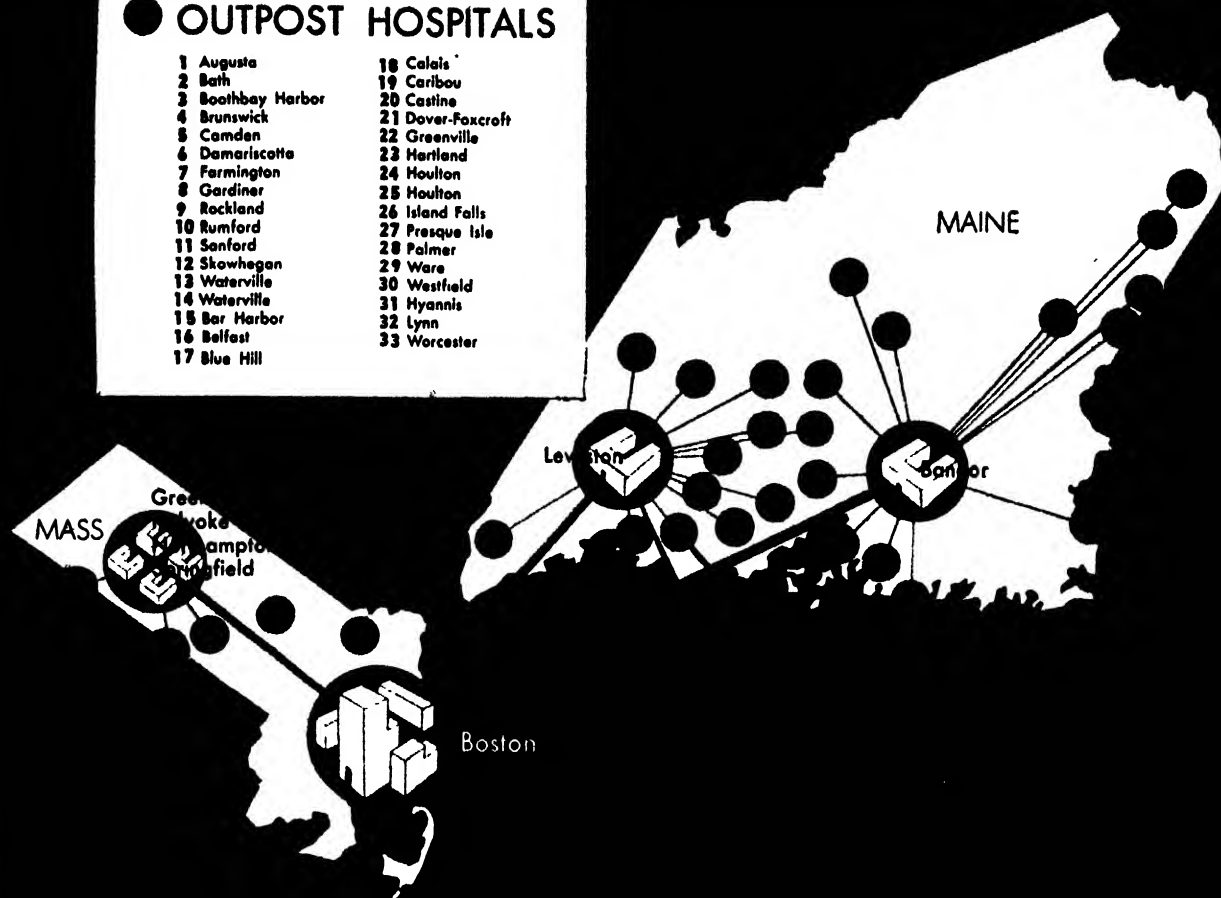 OUTPOST HOSPITALS
1 Augusta
2 Bath
3 Boothbay Harbor
4 Brunswick
5 Camden
6 Damariscotta
7 Farmington
8 Gardiner
9 Rockland
10 Rumford
11 Sanford
12 Skowhegan
13 Waterville
14 Waterville
15 Bar Harbor
16 Belfast
17 Blue Hill
18 Calais
19 Caribou
20 Castine
21 Dover-Foxcroft
22 Greenville
23 Hartland
24 Houlton
25 Houlton
26 Island Falls
27 Presque Isle
28 Palmer
29 Ware
30 Westfield
31 Hyannis
32 Lynn
33 Worcester
MAINE
Lewiston
Bangor
MASS
Boston